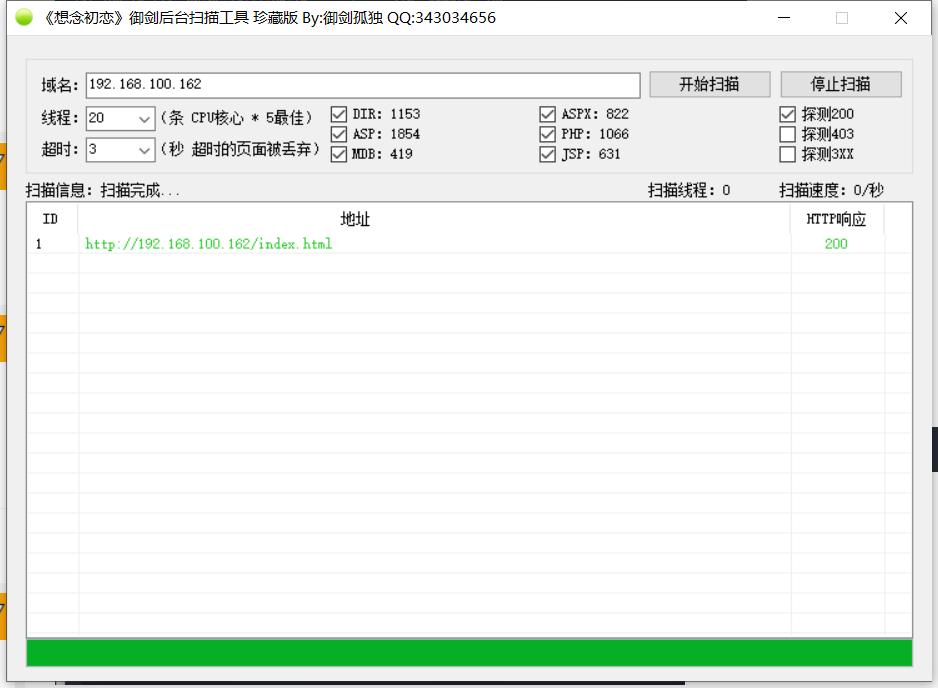 《想念初恋》御剑后台扫描工具 珍藏版 By:御剑孤独 QQ:343034656
域名: 192.168.100.162 开始扫描 停止扫描
线程: 20 (条 CPU核心 * 5最佳) DIR: 1153 ASPX: 822 探测200
ASP: 1854 PHP: 1066 探测403
超时: 3 (秒 超时的页面被丢弃) MDB: 419 JSP: 631 探测3XX
扫描信息: 扫描完成... 扫描线程: 0 扫描速度: 0/秒
ID 地址 HTTP响应
1 http://192.168.100.162/index.html 200